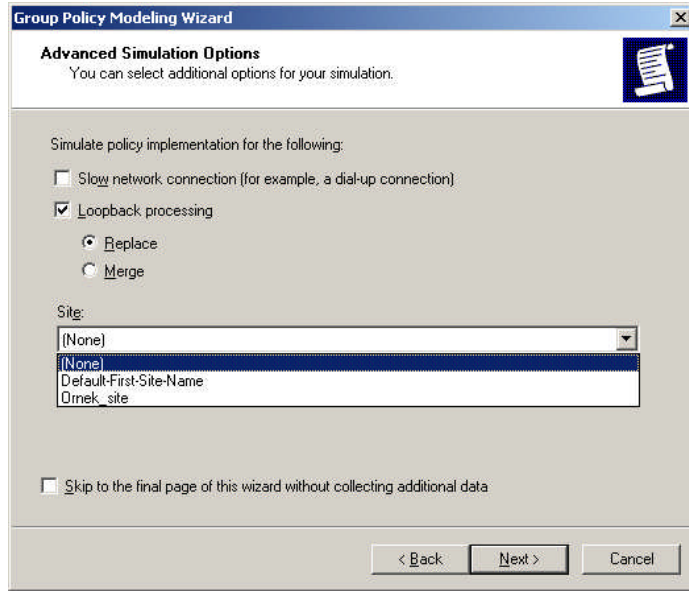 Group Policy Modeling Wizard
Advanced Simulation Options
You can select additional options for your simulation.
Simulate policy implementation for the following:
Slow network connection (for example, a dial-up connection)
Loopback processing
Replace
Merge
Site:
(None)
(None)
Default-First-Site-Name
Ornek_site
Skip to the final page of this wizard without collecting additional data
< Back Next > Cancel